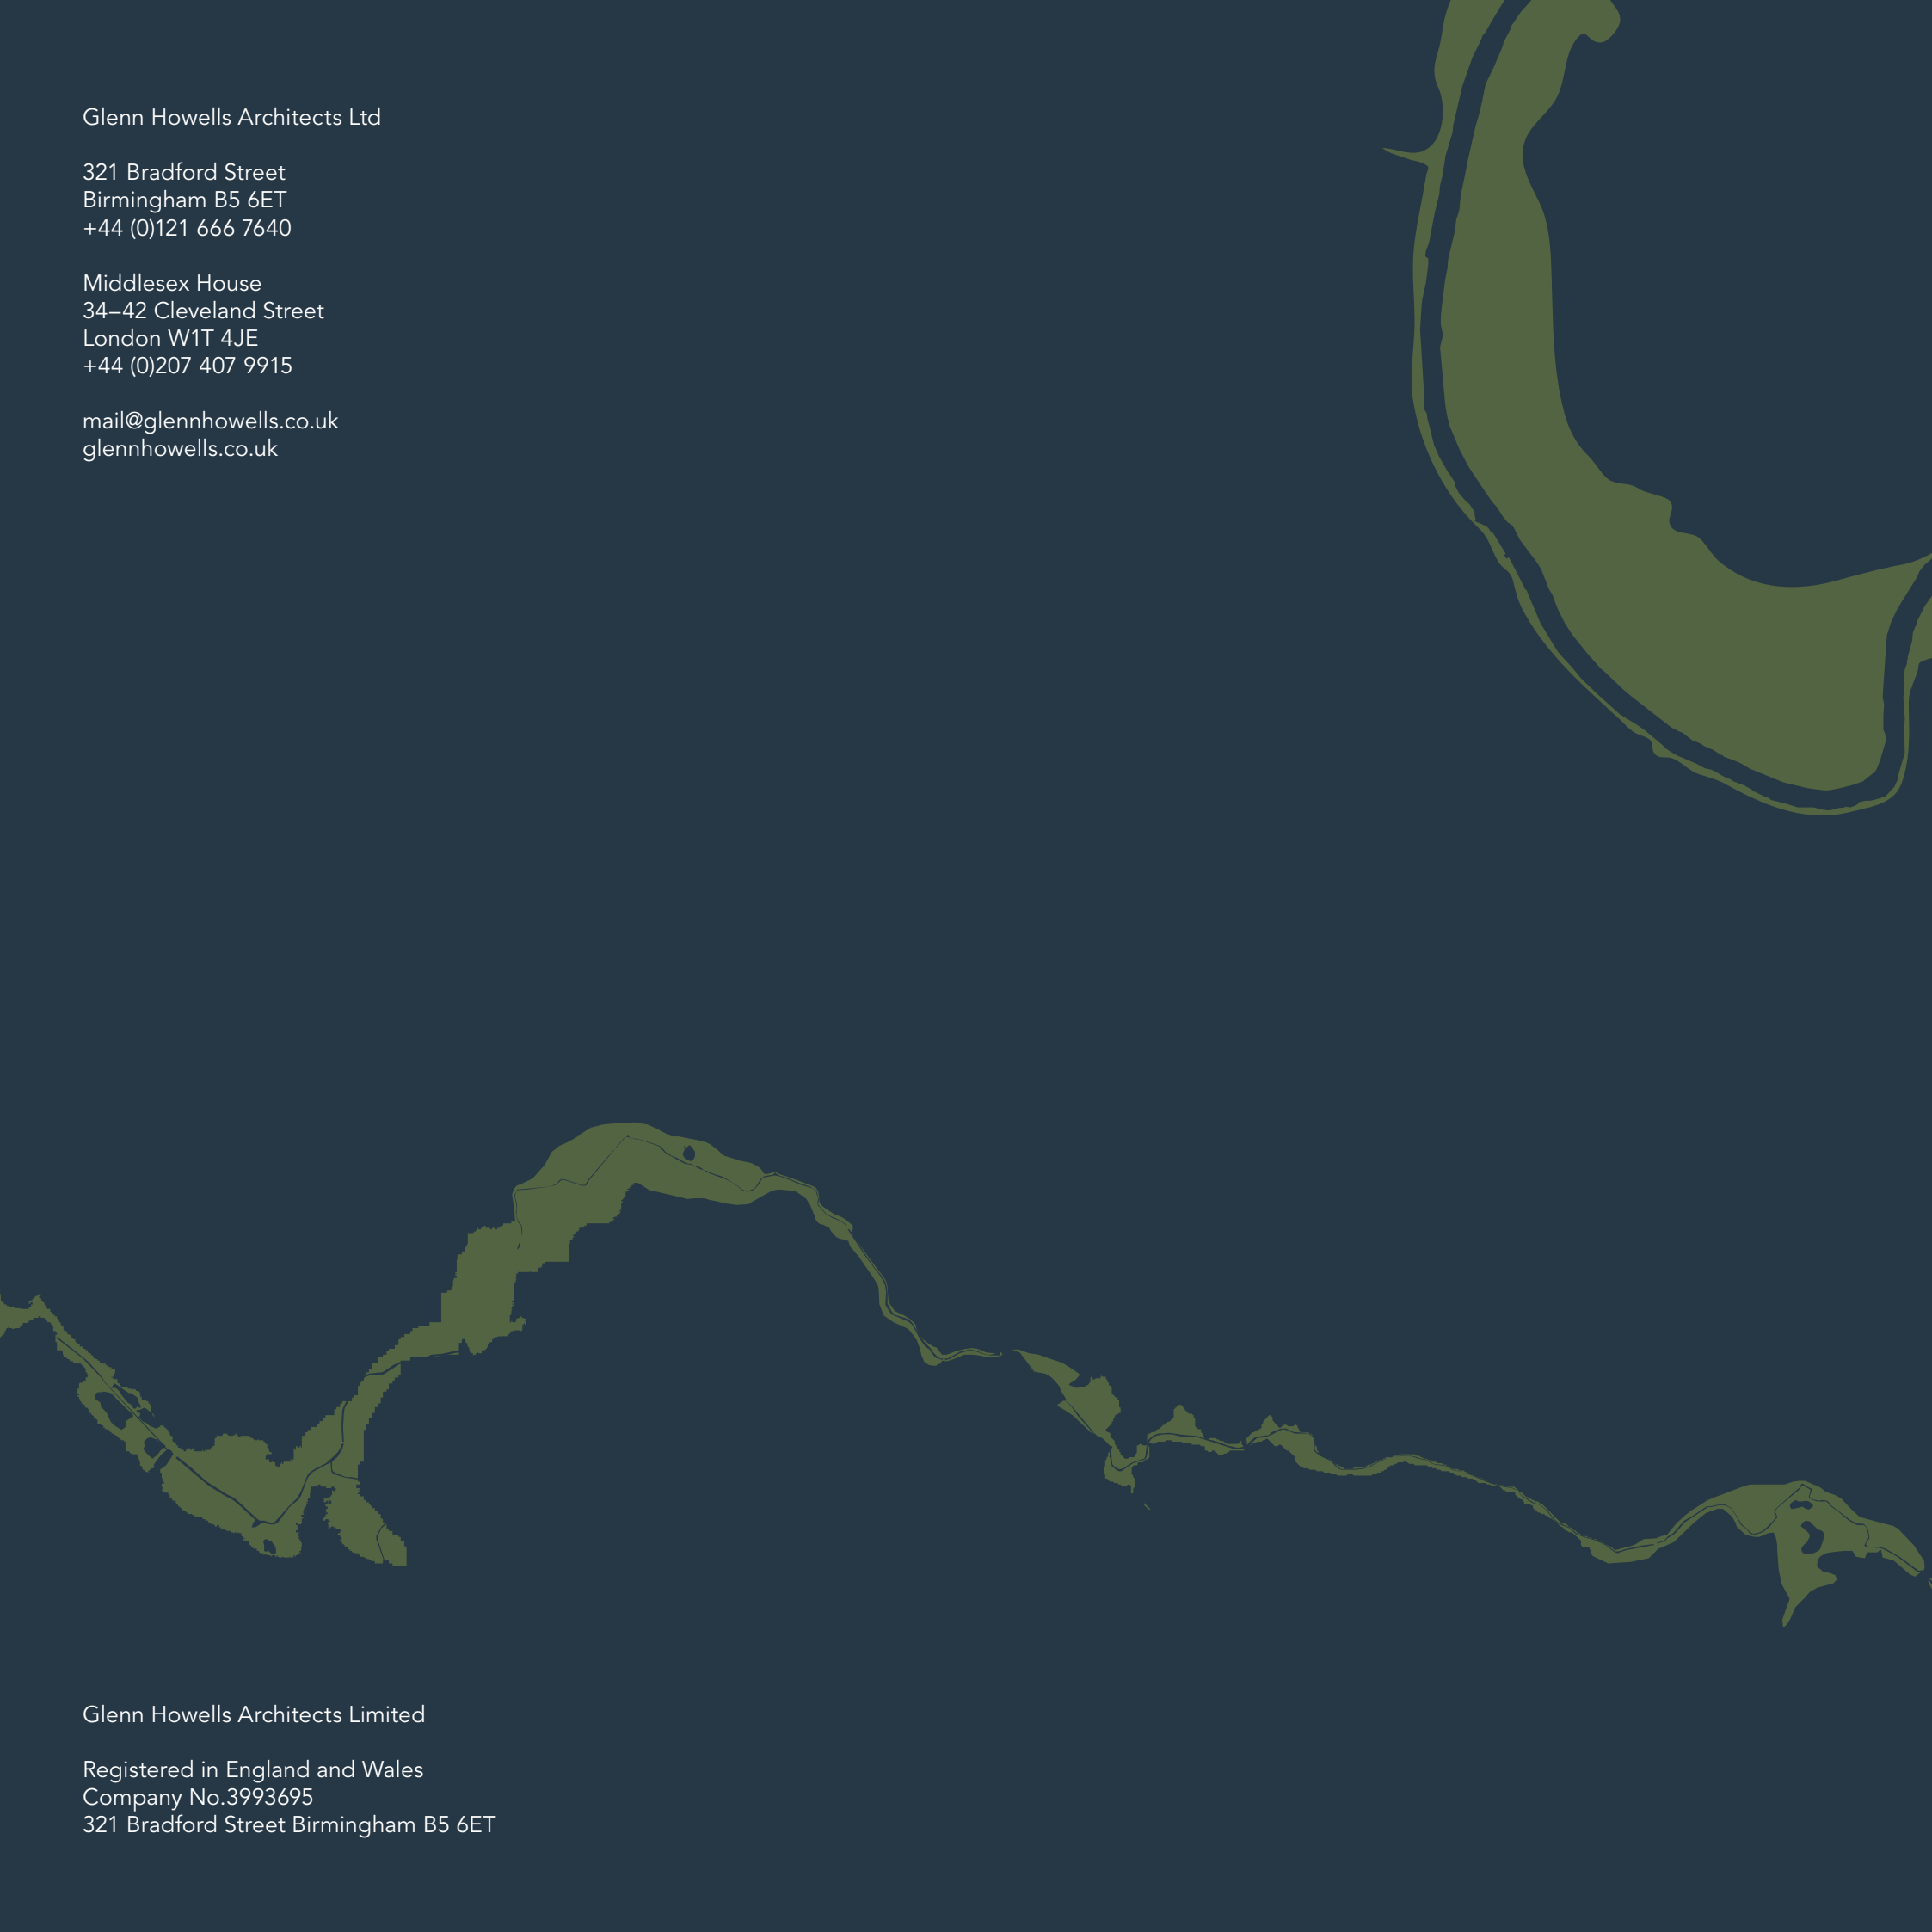 Glenn Howells Architects Ltd
321 Bradford Street
Birmingham B5 6ET
+44 (0)121 666 7640
Middlesex House
34–42 Cleveland Street
London W1T 4JE
+44 (0)207 407 9915
mail@glennhowells.co.uk
glennhowells.co.uk
Glenn Howells Architects Limited
Registered in England and Wales
Company No.3993695
321 Bradford Street Birmingham B5 6ET